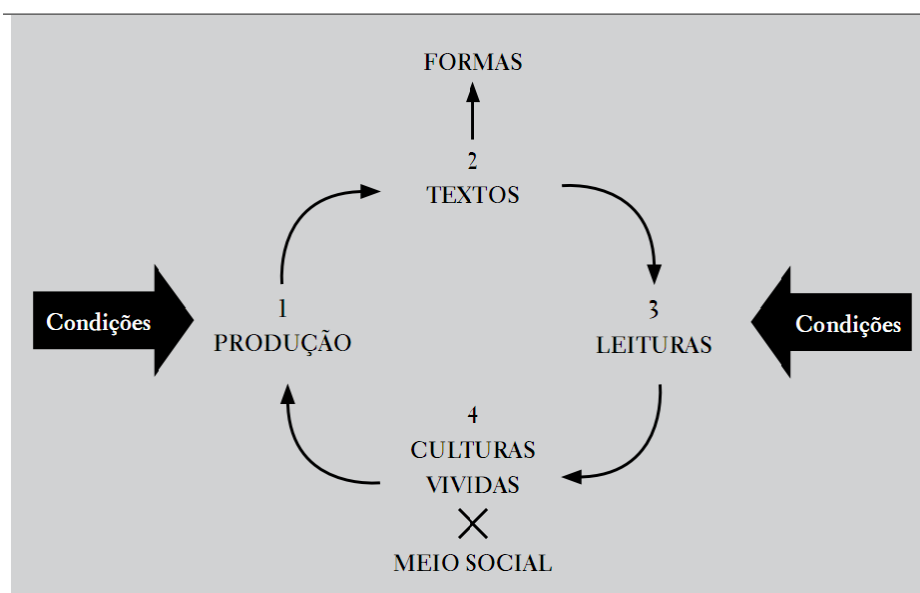 FORMAS
2
TEXTOS
Condições
1
PRODUÇÃO
3
LEITURAS
Condições
4
CULTURAS
VIVIDAS
MEIO SOCIAL